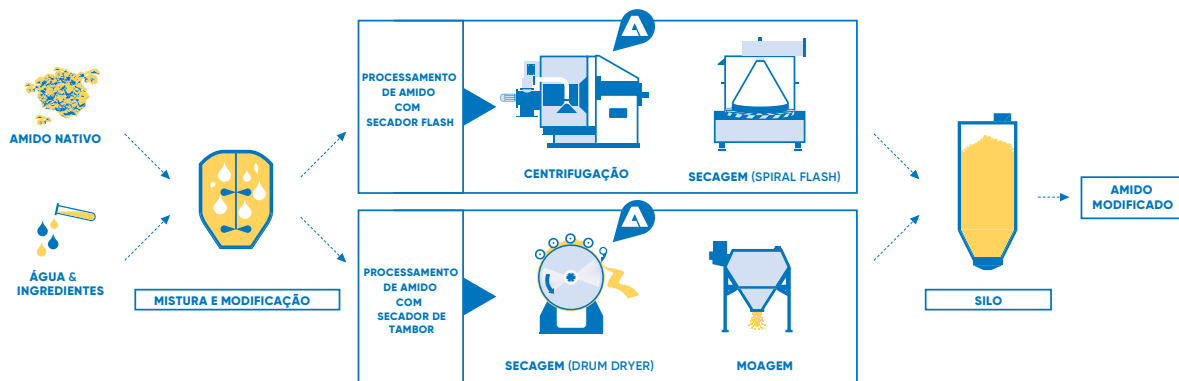 AMIDO NATIVO
ÁGUA &
INGREDIENTES
MISTURA E MODIFICAÇÃO
PROCESSAMENTO
DE AMIDO
COM
SECADOR FLASH
CENTRIFUGAÇÃO
SECAGEM (SPIRAL FLASH)
PROCESSAMENTO
DE AMIDO
COM
SECADOR DE
TAMBOR
SECAGEM (DRUM DRYER)
MOAGEM
SILO
AMIDO
MODIFICADO